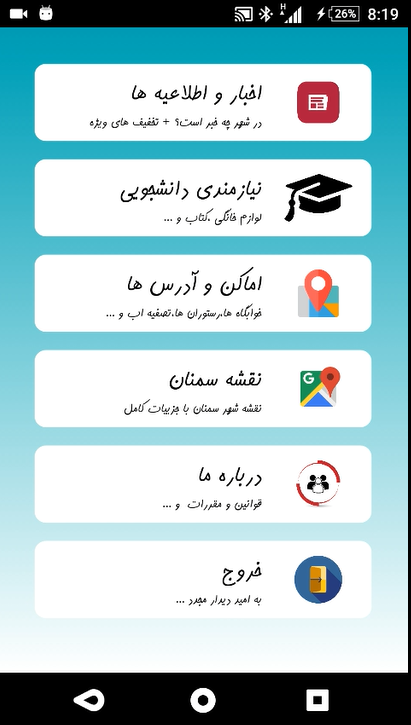 H
26%
8:19
اخبار و اطلاعیه ها
در شهر چه خبر است؟ + تخفیف های ویژه
نیازمندی دانشجویی
لوازم خانگی ،کتاب و ...
اماکن و آدرس ها
خوابگاه ها،رستوران ها،تصفیه اب و ...
G
نقشه سمنان
نقشه شهر سمنان با جزییات کامل
درباره ما
قوانین و مقررات و ...
خروج
به امید دیدار مجدد ...